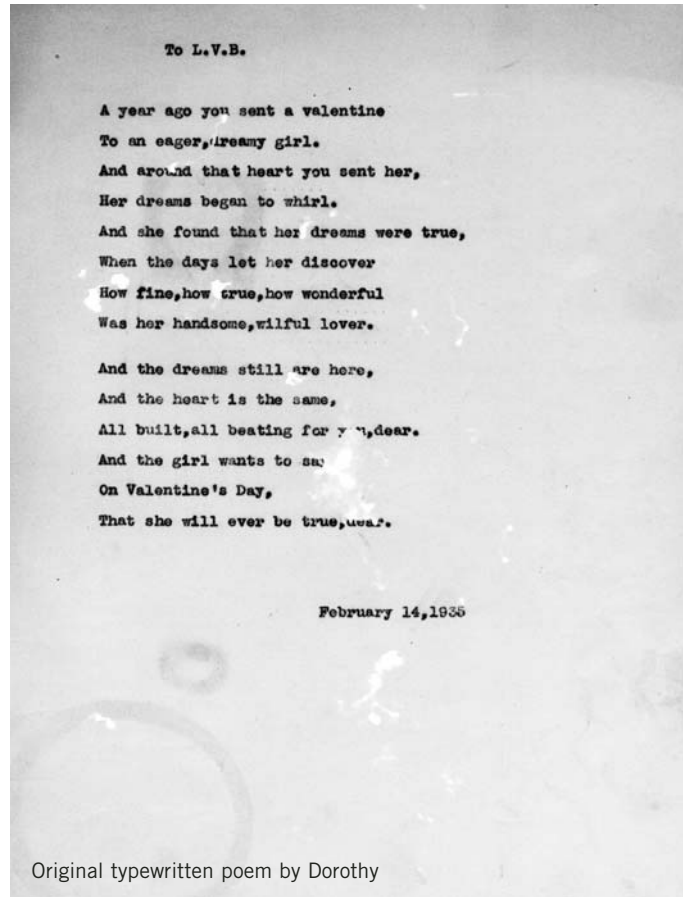 To L.V.B.
A year ago you sent a valentine
To an eager,dreamy girl.
And around that heart you sent her,
Her dreams began to whirl.
And she found that her dreams were true,
When the days let her discover
How fine,how true,how wonderful
Was her handsome,wilful lover.
And the dreams still are here,
And the heart is the same,
All built,all beating for you,dear.
And the girl wants to say
On Valentine's Day,
That she will ever be true,dear.
February 14,1935
Original typewritten poem by Dorothy